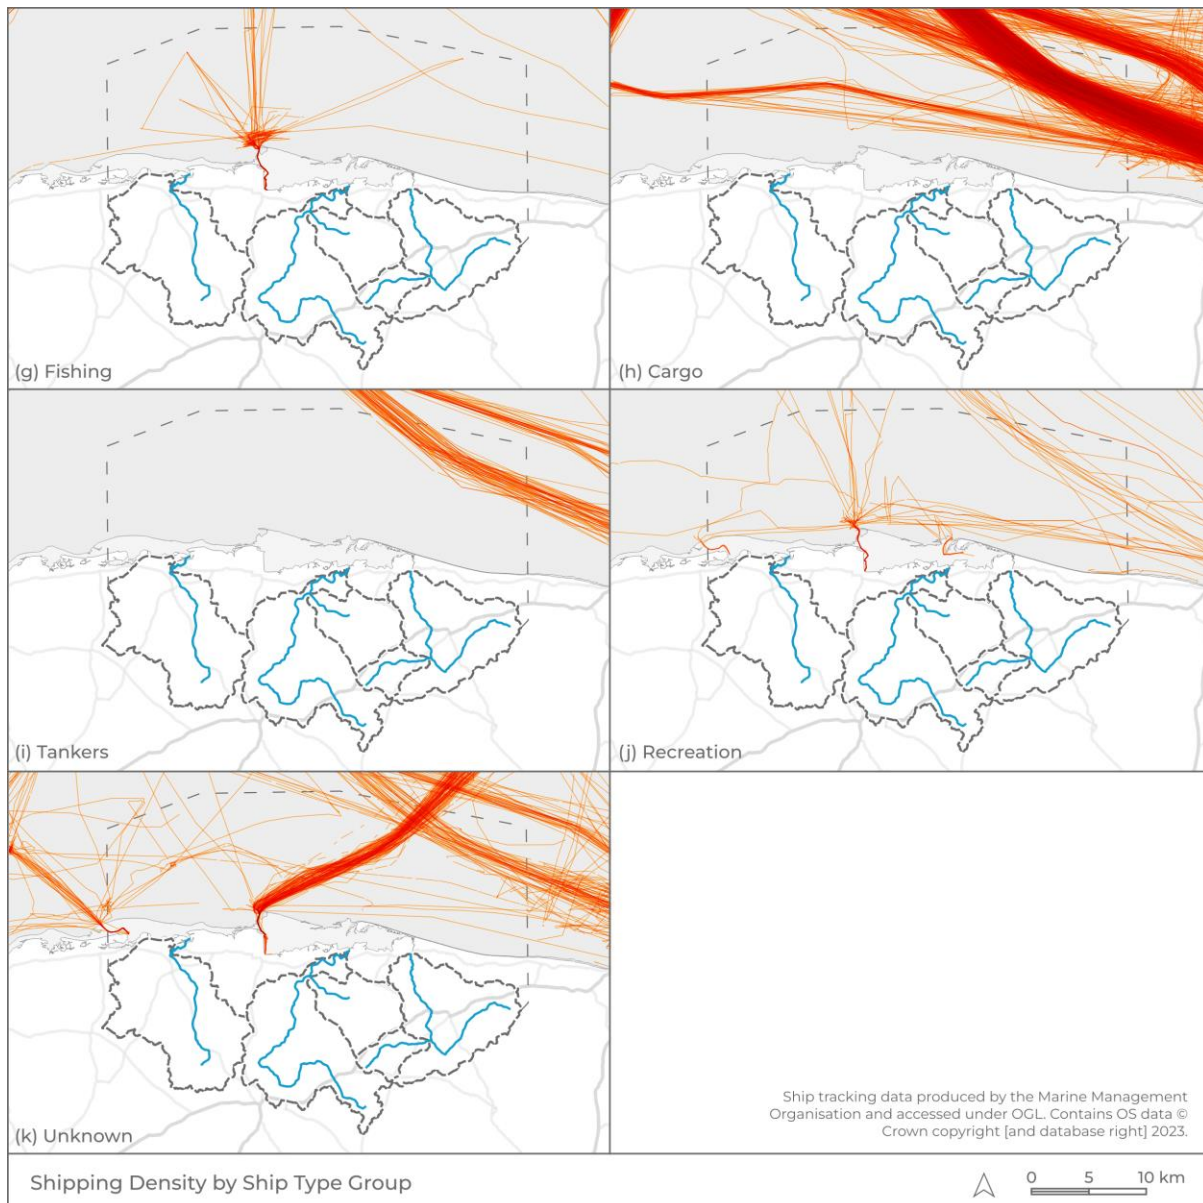 (g) Fishing
(h) Cargo
(i) Tankers
(j) Recreation
(k) Unknown
Ship tracking data produced by the Marine Management
Organisation and accessed under OGL. Contains OS data ©
Crown copyright [and database right] 2023.
Shipping Density by Ship Type Group
0 5 10 km